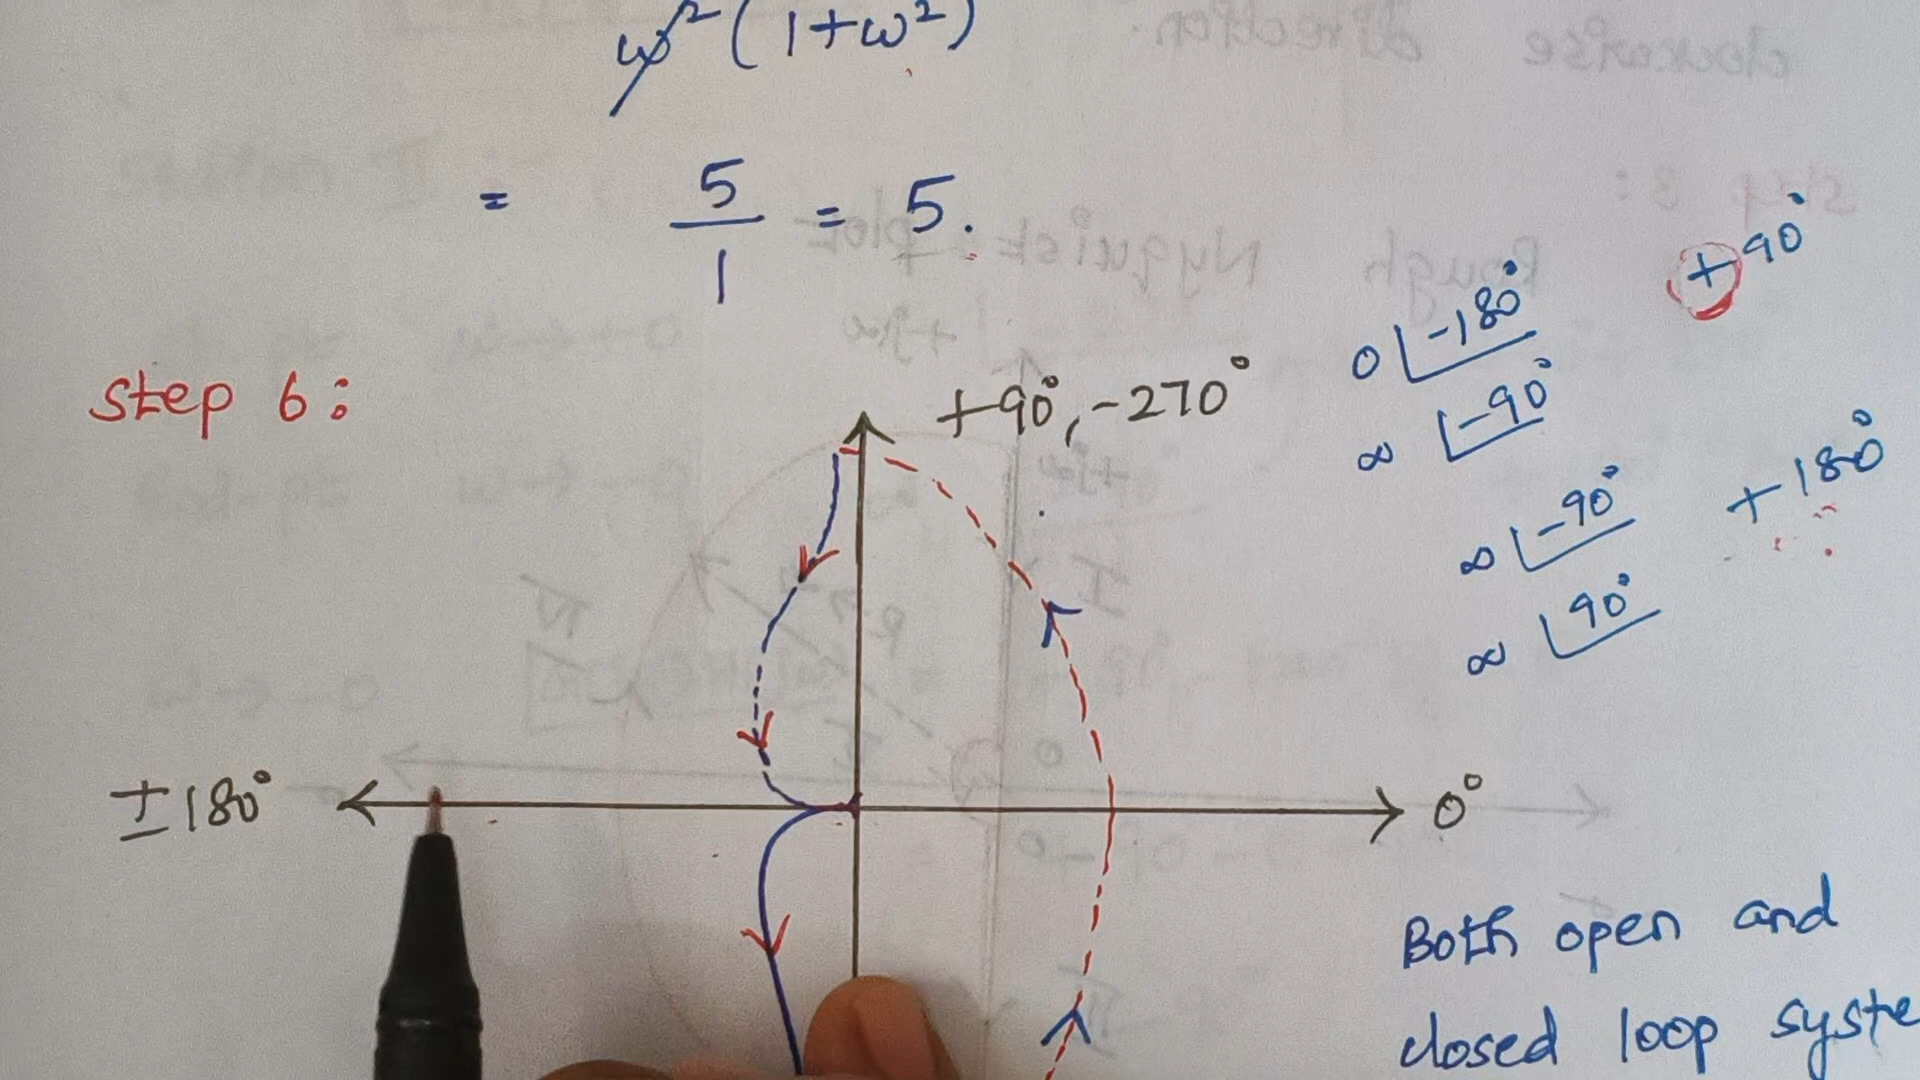 ω² (1+ω²)
= 5/1 = 5.
+90°
0∠-180°
Step 6:
+90°, -270°
∞∠-90°
+180°
∞∠-90°
∞∠90°
±180°
0°
Both open and
closed loop syste